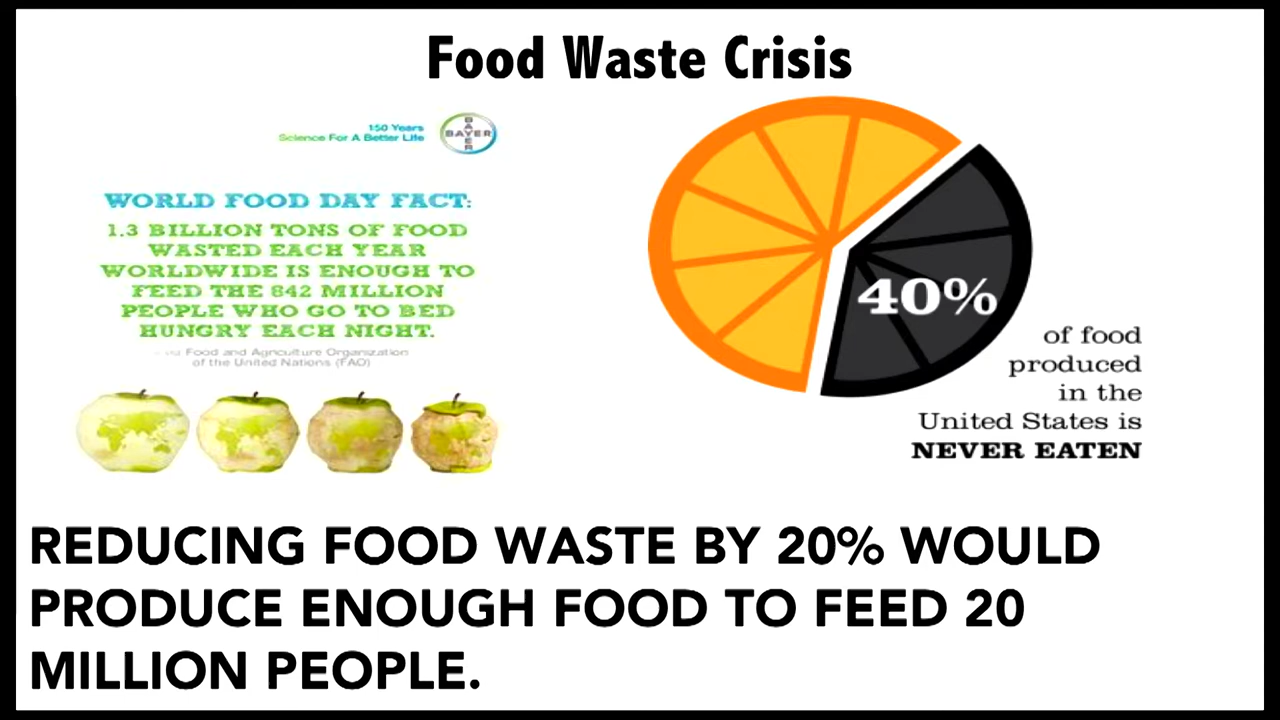 Food Waste Crisis
150 Years
Science For A Better Life
BAYER
BAYER
WORLD FOOD DAY FACT:
1.3 BILLION TONS OF FOOD
WASTED EACH YEAR
WORLDWIDE IS ENOUGH TO
FEED THE 842 MILLION
PEOPLE WHO GO TO BED
HUNGRY EACH NIGHT.
Food and Agriculture Organization
of the United Nations (FAO)
40%
of food
produced
in the
United States is
NEVER EATEN
REDUCING FOOD WASTE BY 20% WOULD
PRODUCE ENOUGH FOOD TO FEED 20
MILLION PEOPLE.